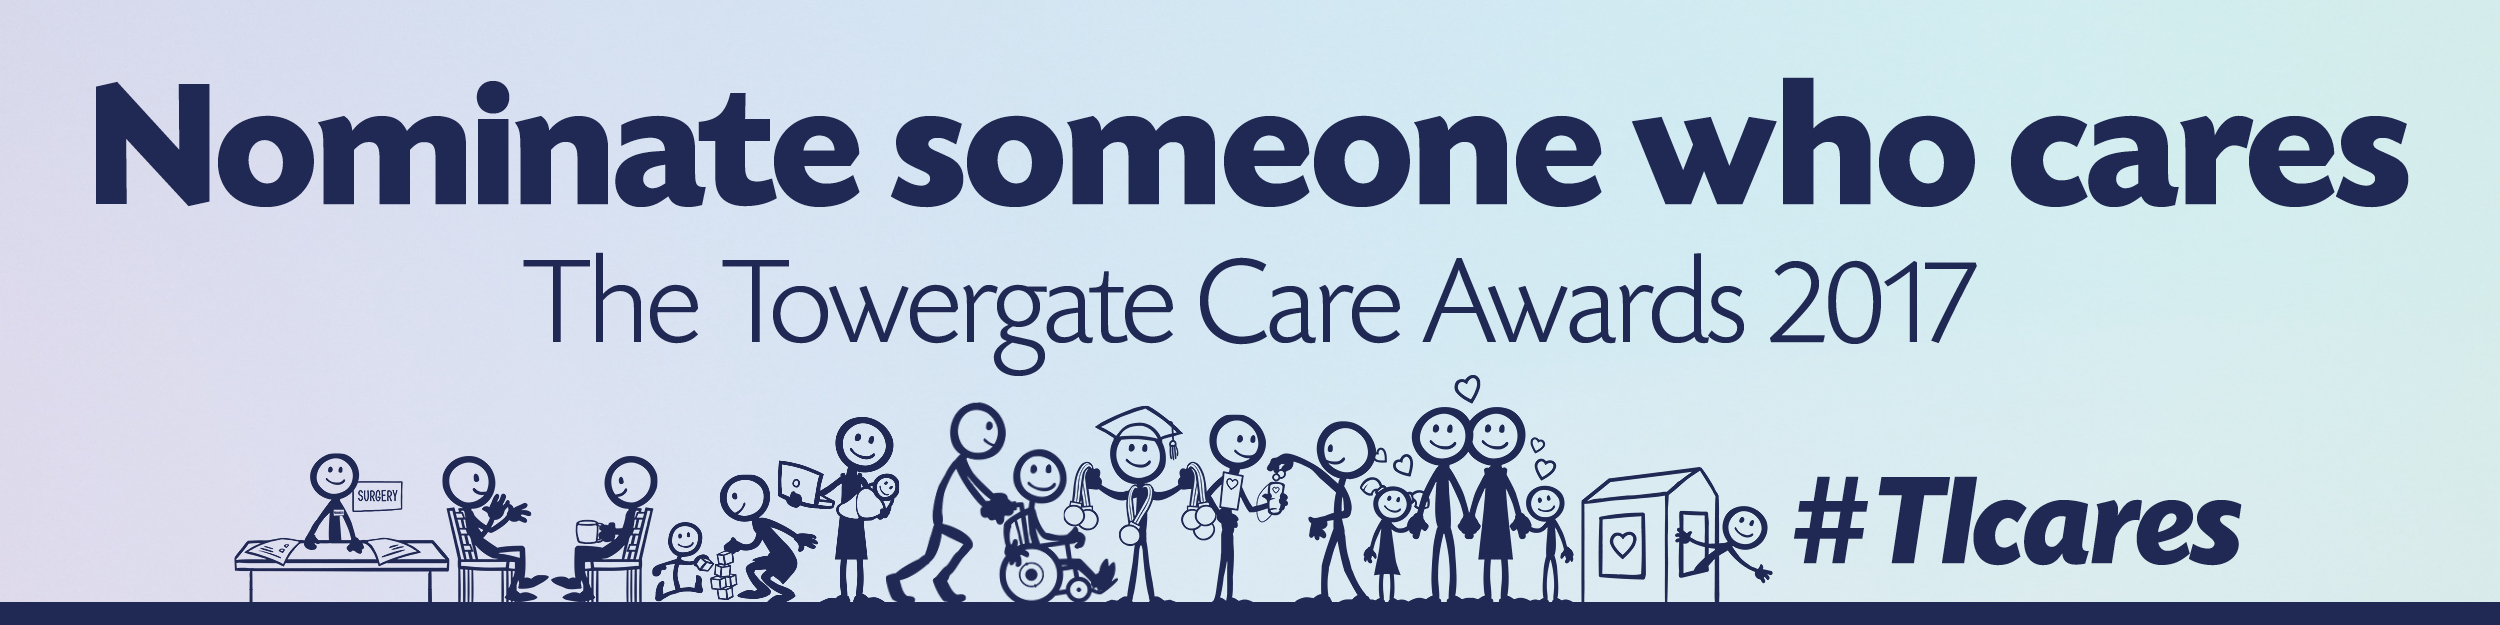 Nominate someone who cares
The Towergate Care Awards 2017
SURGERY
#TIcares